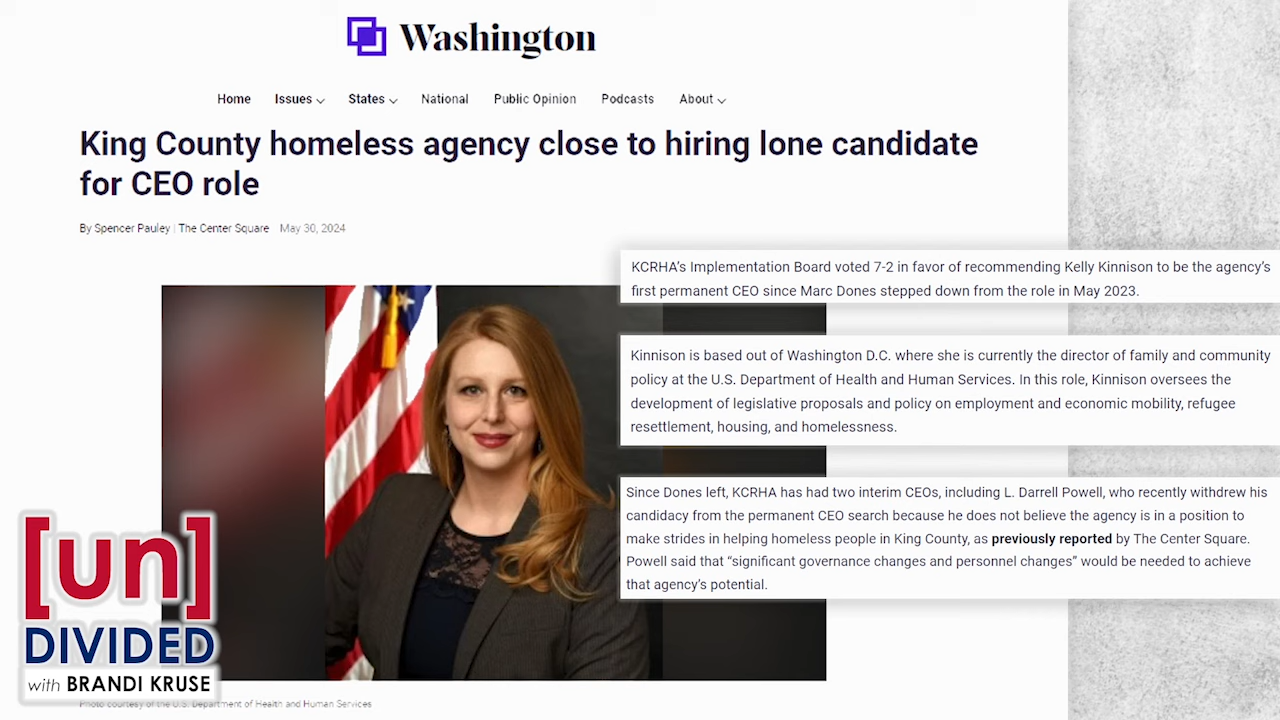 Washington
Home Issues States National Public Opinion Podcasts About
King County homeless agency close to hiring lone candidate
for CEO role
By Spencer Pauley | The Center Square May 30, 2024
KCRHA's Implementation Board voted 7-2 in favor of recommending Kelly Kinnison to be the agency's
first permanent CEO since Marc Dones stepped down from the role in May 2023.
Kinnison is based out of Washington D.C. where she is currently the director of family and community
policy at the U.S. Department of Health and Human Services. In this role, Kinnison oversees the
development of legislative proposals and policy on employment and economic mobility, refugee
resettlement, housing, and homelessness.
Since Dones left, KCRHA has had two interim CEOs, including L. Darrell Powell, who recently withdrew his
candidacy from the permanent CEO search because he does not believe the agency is in a position to
make strides in helping homeless people in King County, as previously reported by The Center Square.
Powell said that “significant governance changes and personnel changes” would be needed to achieve
that agency's potential.
[un]
DIVIDED
with BRANDI KRUSE
Photo courtesy of the U.S. Department of Health and Human Services